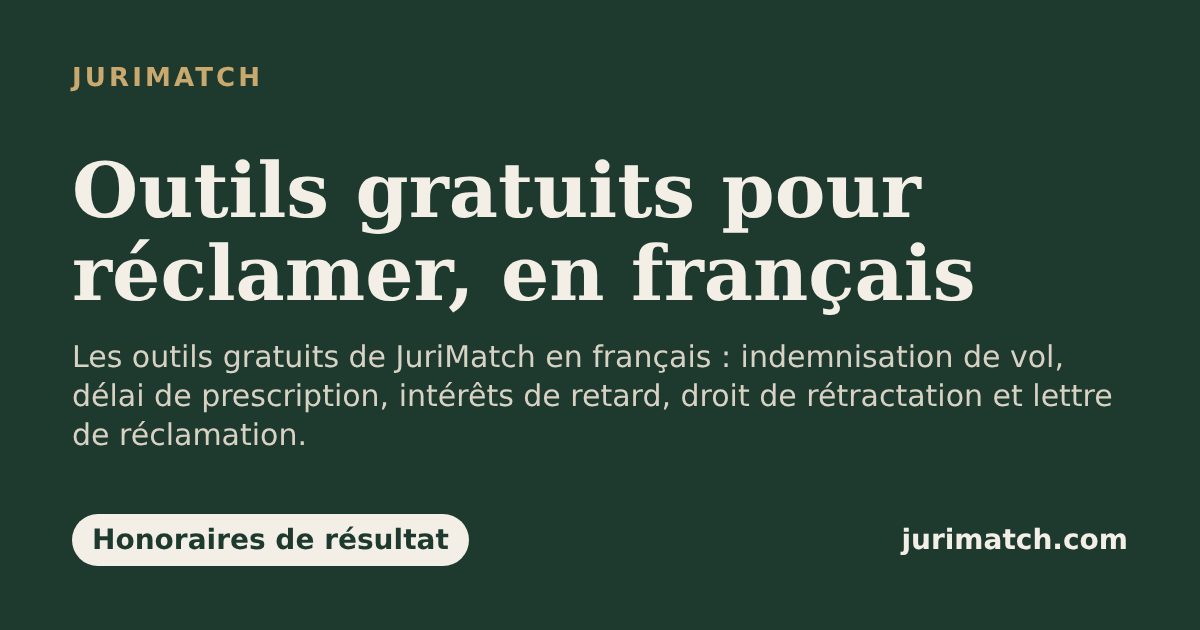 JURIMATCH
Outils gratuits pour
réclamer, en français
Les outils gratuits de JuriMatch en français : indemnisation de vol,
délai de prescription, intérêts de retard, droit de rétractation et lettre
de réclamation.
Honoraires de résultat
jurimatch.com